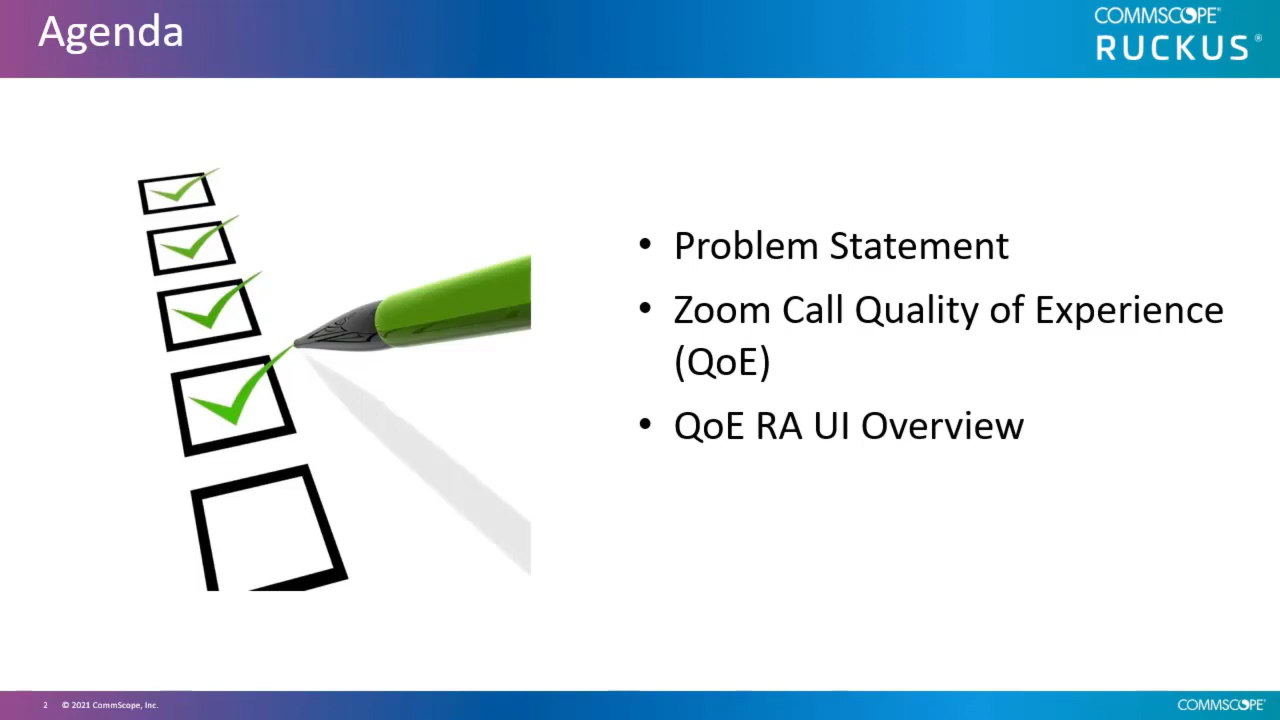 Agenda
COMMSCOPE®
RUCKUS®
• Problem Statement
• Zoom Call Quality of Experience
(QoE)
• QoE RA UI Overview
2 © 2021 CommScope, Inc.
COMMSCOPE®